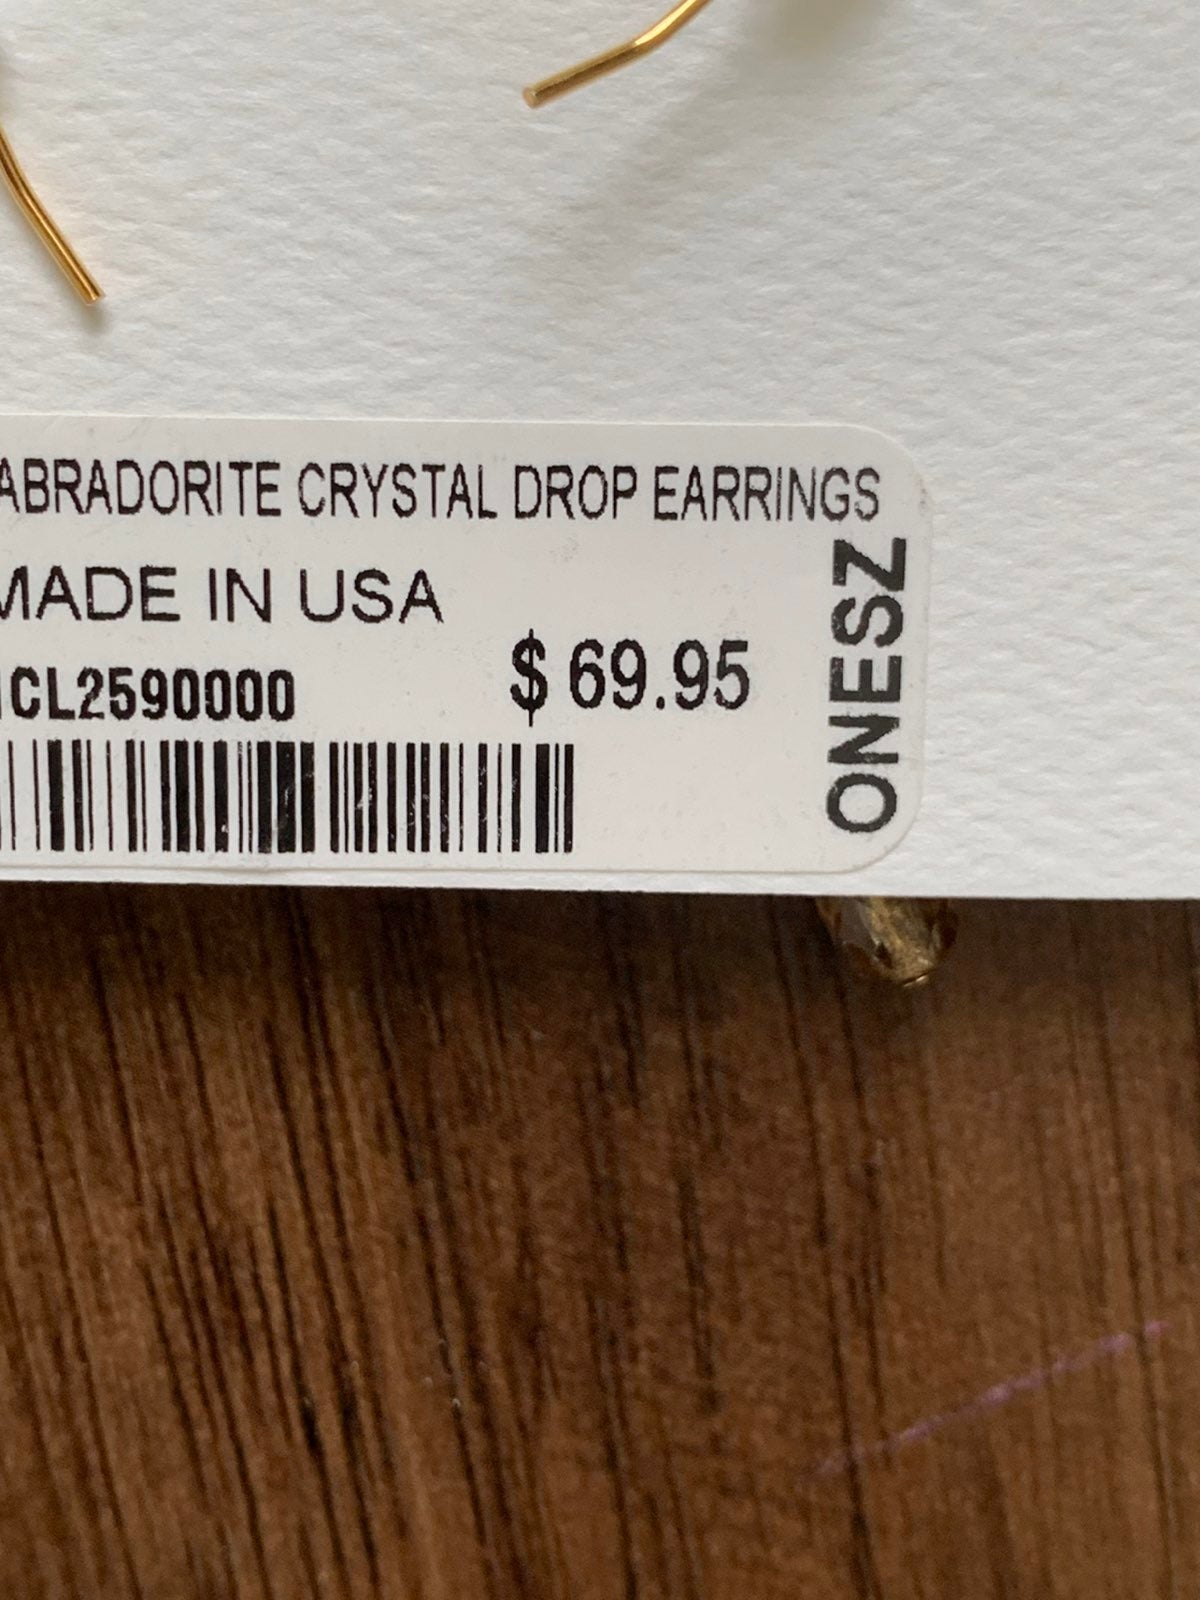 ABRADORITE CRYSTAL DROP EARRINGS
MADE IN USA
CL2590000
$ 69.95
ONESZ